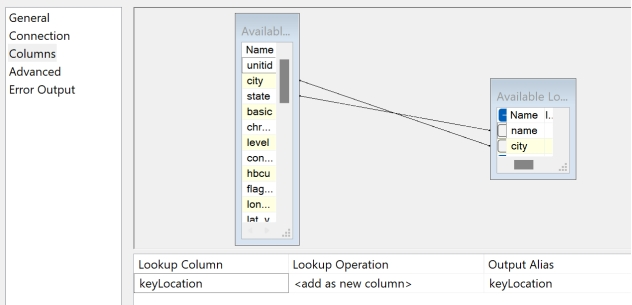 General
Connection
Columns
Advanced
Error Output
Availabl...
Name
unitid
city
state
basic
chr...
level
con...
hbcu
flag...
lon...
lat_v
Available Lo...
Name I..
name
city
Lookup Column Lookup Operation Output Alias
keyLocation <add as new column> keyLocation